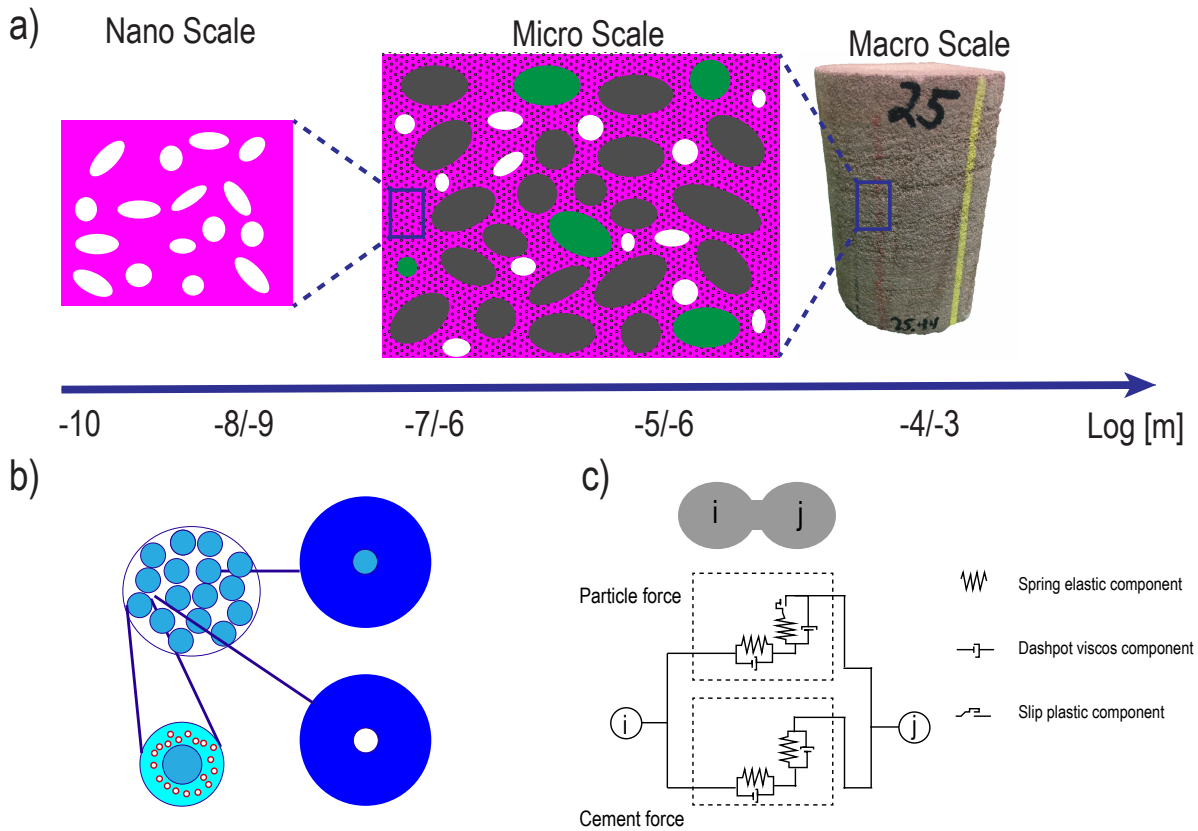 a)
Nano Scale
Micro Scale
Macro Scale
25
25.44
-10
-8/-9
-7/-6
-5/-6
-4/-3
Log [m]
b)
c)
i
j
Particle force
Spring elastic component
Dashpot viscos component
Slip plastic component
i
j
Cement force